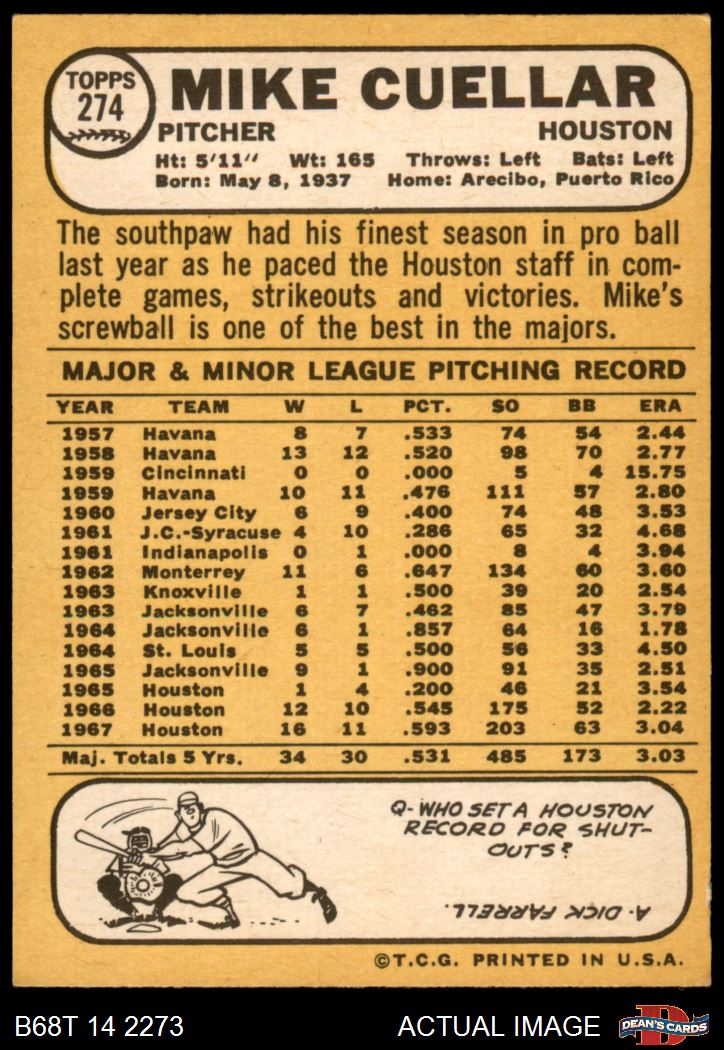 TOPPS
274
MIKE CUELLAR
PITCHER HOUSTON
Ht: 5'11" Wt: 165 Throws: Left Bats: Left
Born: May 8, 1937 Home: Arecibo, Puerto Rico
The southpaw had his finest season in pro ball
last year as he paced the Houston staff in com-
plete games, strikeouts and victories. Mike's
screwball is one of the best in the majors.
MAJOR & MINOR LEAGUE PITCHING RECORD
YEAR TEAM W L PCT. SO BB ERA
1957 Havana 8 7 .533 74 54 2.44
1958 Havana 13 12 .520 98 70 2.77
1959 Cincinnati 0 0 .000 5 4 15.75
1959 Havana 10 11 .476 111 57 2.80
1960 Jersey City 6 9 .400 74 48 3.53
1961 J.C.-Syracuse 4 10 .286 65 32 4.68
1961 Indianapolis 0 1 .000 8 4 3.94
1962 Monterrey 11 6 .647 134 60 3.60
1963 Knoxville 1 1 .500 39 20 2.54
1963 Jacksonville 6 7 .462 85 47 3.79
1964 Jacksonville 6 1 .857 64 16 1.78
1964 St. Louis 5 5 .500 56 33 4.50
1965 Jacksonville 9 1 .900 91 35 2.51
1965 Houston 1 4 .200 46 21 3.54
1966 Houston 12 10 .545 175 52 2.22
1967 Houston 16 11 .593 203 63 3.04
Maj. Totals 5 Yrs. 34 30 .531 485 173 3.03
Q- WHO SET A HOUSTON
RECORD FOR SHUT-
OUTS?
A. DICK FARRELL.
©T.C.G. PRINTED IN U.S.A.
B68T 14 2273 ACTUAL IMAGE
D
DEAN'S CARDS